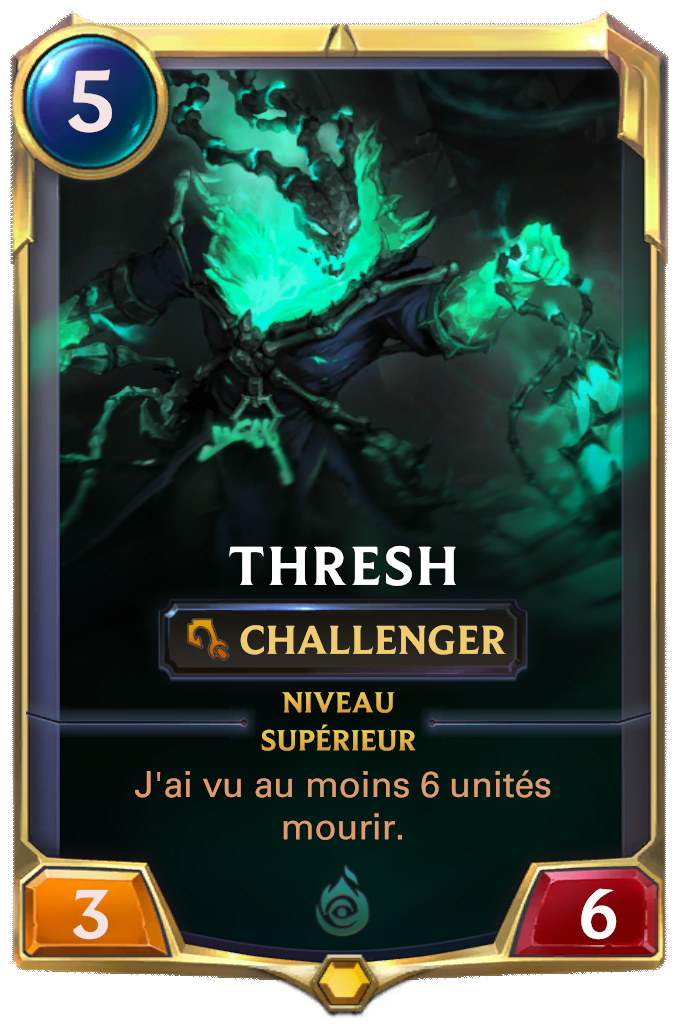 5
THRESH
CHALLENGER
NIVEAU
SUPÉRIEUR
J'ai vu au moins 6 unités
mourir.
3
6